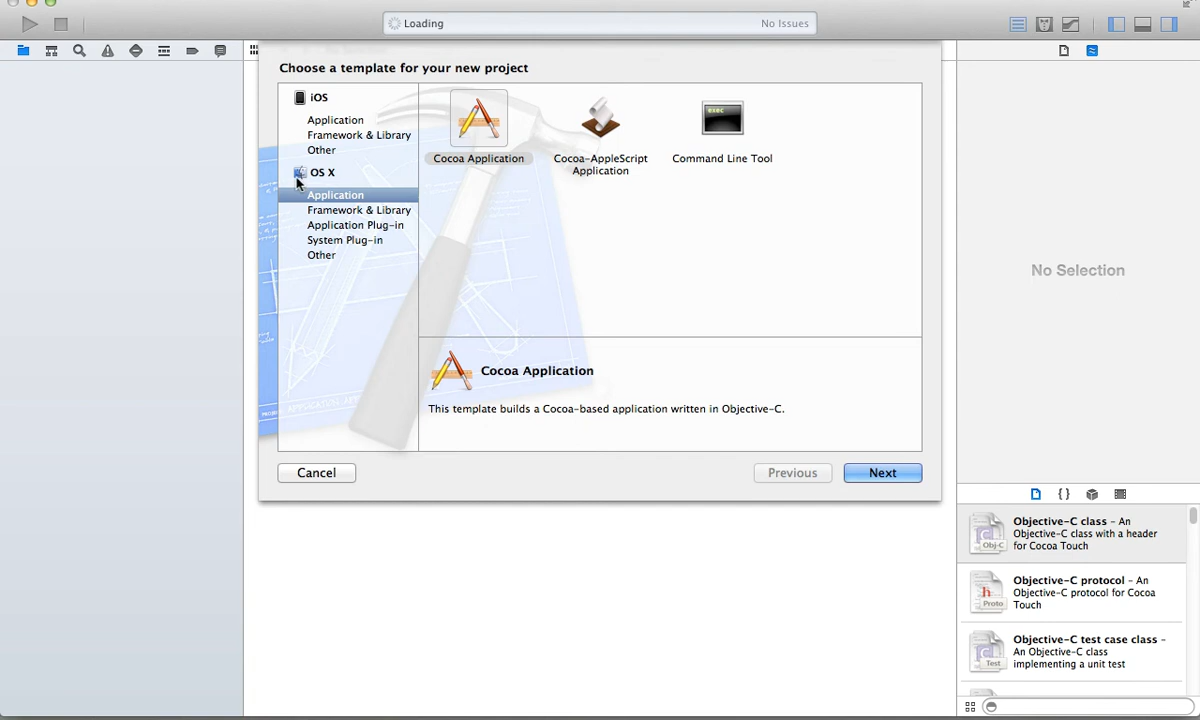 Loading
No Issues
Choose a template for your new project
iOS
Application
Framework & Library
Other
OS X
Application
Framework & Library
Application Plug-in
System Plug-in
Other
Cocoa Application
Cocoa-AppleScript
Application
exec
Command Line Tool
Cocoa Application
This template builds a Cocoa-based application written in Objective-C.
Cancel
Previous
Next
No Selection
{ }
Obj-C
Objective-C class – An
Objective-C class with a header
for Cocoa Touch
h
Proto
Objective-C protocol – An
Objective-C protocol for Cocoa
Touch
Test
Objective-C test case class –
An Objective-C class
implementing a unit test